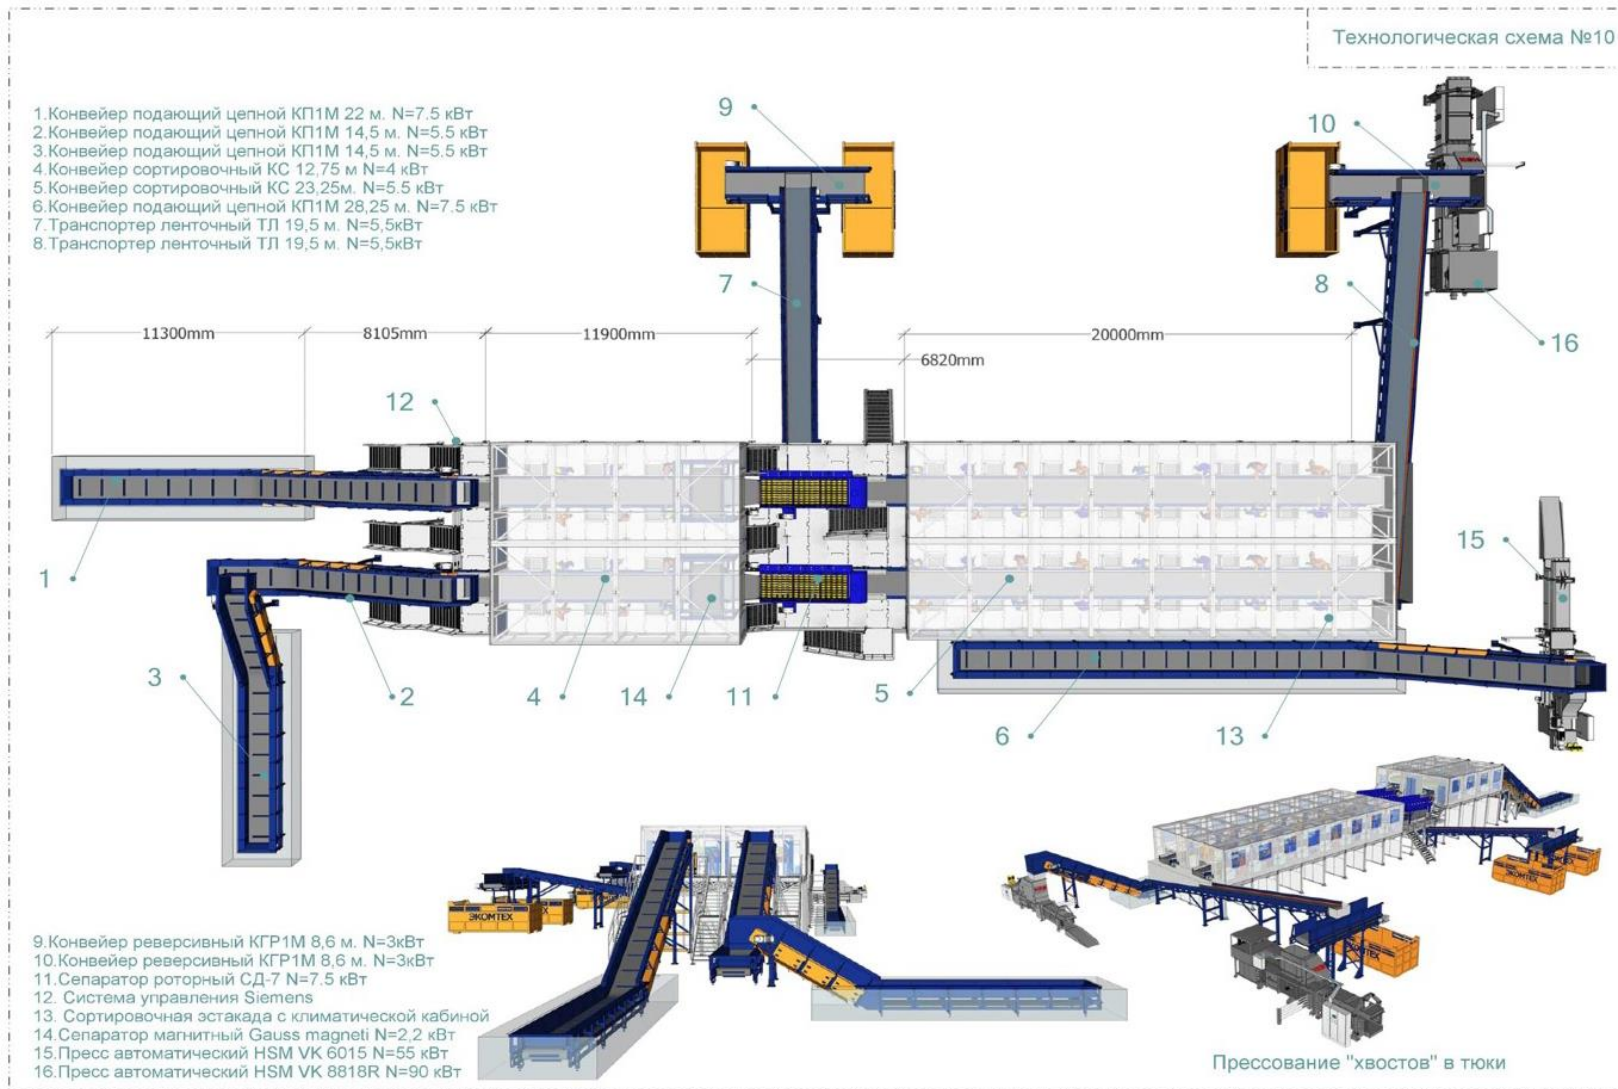 Технологическая схема №10
1.Конвейер подающий цепной КП1М 22 м. N=7.5 кВт
2.Конвейер подающий цепной КП1М 14,5 м. N=5.5 кВт
3.Конвейер подающий цепной КП1М 14,5 м. N=5.5 кВт
4.Конвейер сортировочный КС 12,75 м N=4 кВт
5.Конвейер сортировочный КС 23,25м. N=5.5 кВт
6.Конвейер подающий цепной КП1М 28,25 м. N=7.5 кВт
7.Транспортер ленточный ТЛ 19,5 м. N=5,5кВт
8.Транспортер ленточный ТЛ 19,5 м. N=5,5кВт
9
10
7
8
16
11300mm
8105mm
11900mm
6820mm
20000mm
12
15
1
3
2
4
14
11
5
6
13
ЭКОМТЕХ
9.Конвейер реверсивный КГР1М 8,6 м. N=3кВт
10.Конвейер реверсивный КГР1М 8,6 м. N=3кВт
11.Сепаратор роторный СД-7 N=7.5 кВт
12. Система управления Siemens
13. Сортировочная эстакада с климатической кабиной
14.Сепаратор магнитный Gauss magneti N=2,2 кВт
15.Пресс автоматический HSM VK 6015 N=55 кВт
16.Пресс автоматический HSM VK 8818R N=90 кВт
Прессование "хвостов" в тюки